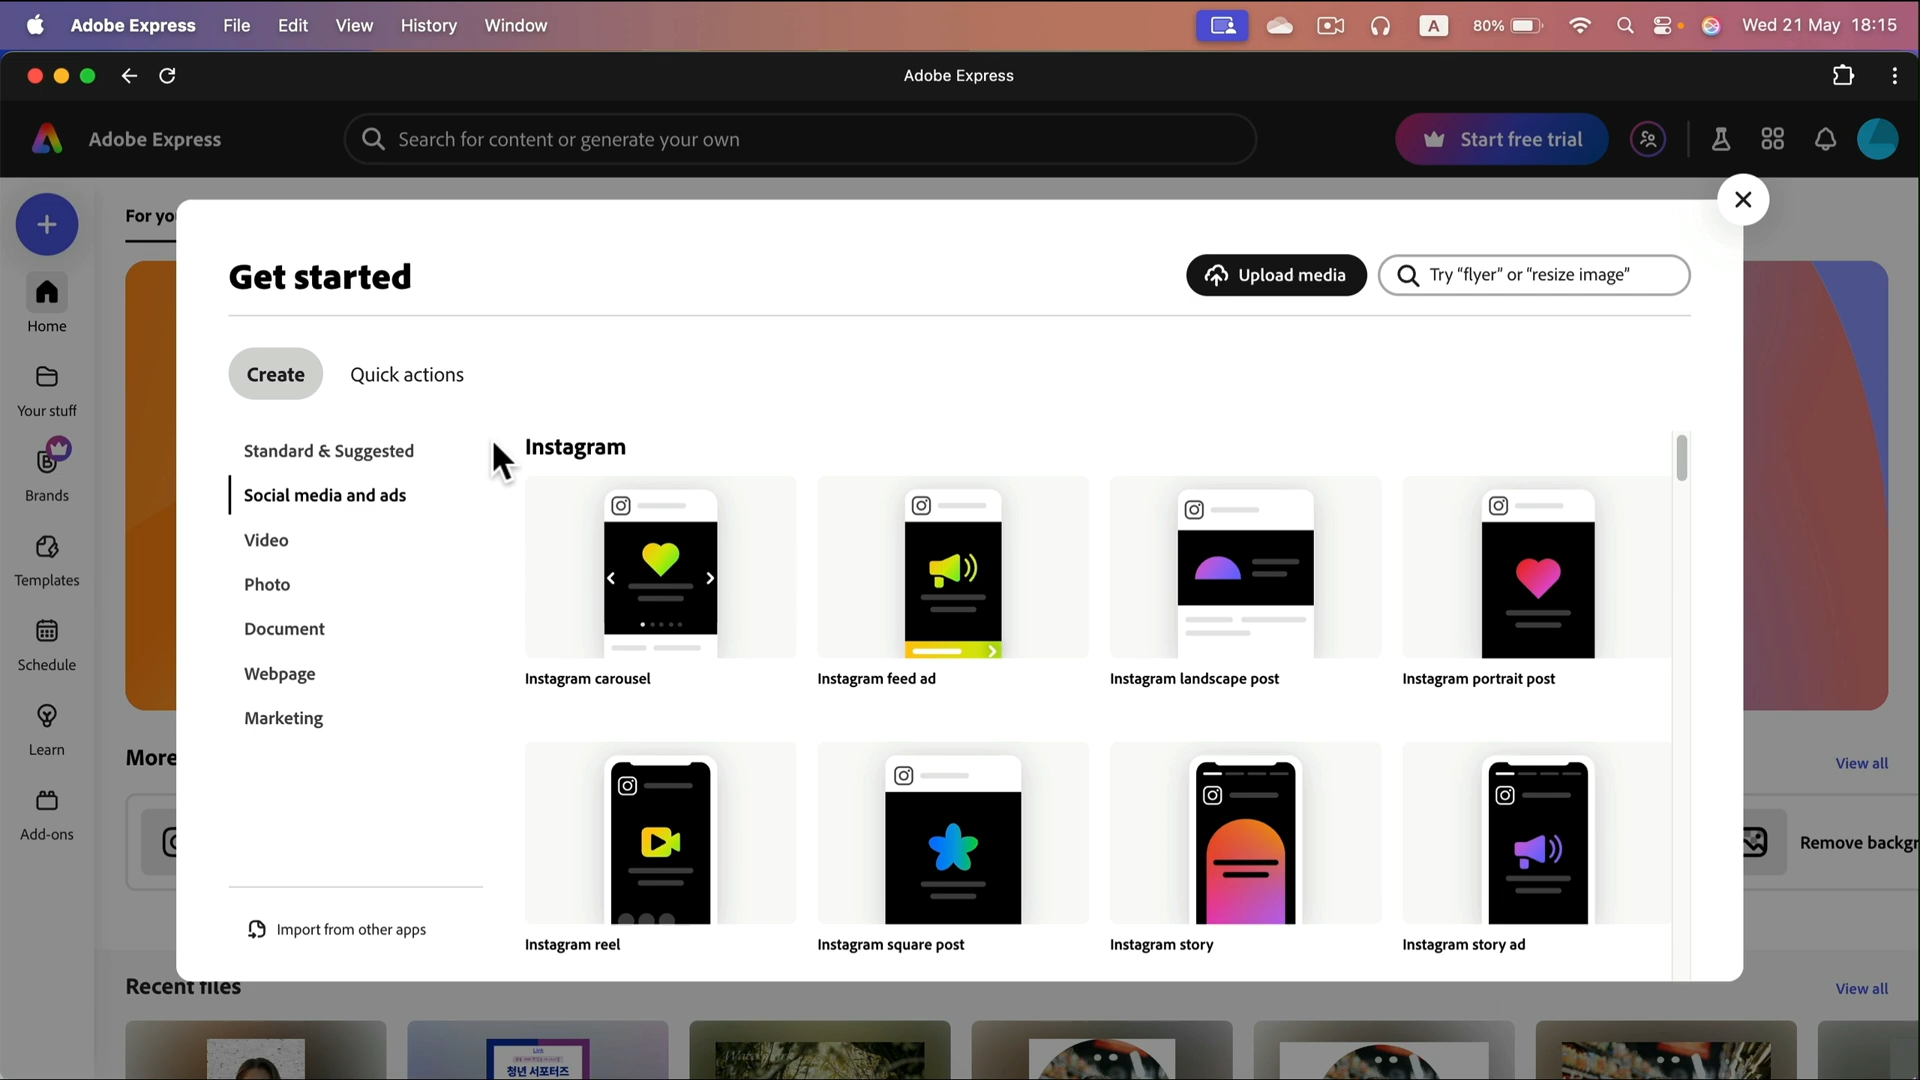 Adobe Express File Edit View History Window A 80% Wed 21 May 18:15
Adobe Express
Adobe Express Search for content or generate your own Start free trial
For you
Get started
Upload media
Try “flyer” or “resize image”
Create Quick actions
Home
Your stuff
Brands
Templates
Schedule
Learn
Add-ons
Standard & Suggested
Social media and ads
Video
Photo
Document
Webpage
Marketing
Import from other apps
Instagram
Instagram carousel Instagram feed ad Instagram landscape post Instagram portrait post
Instagram reel Instagram square post Instagram story Instagram story ad
More
View all
Remove backgr
Recent files
View all
Link
청년 서포터즈